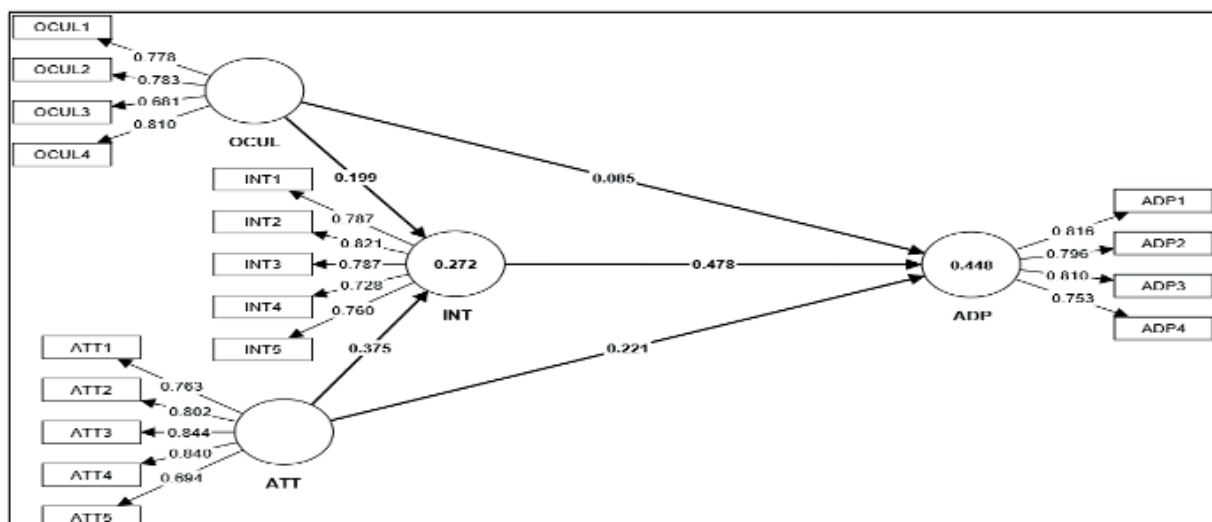 OCUL1
OCUL2
OCUL3
OCUL4
0.778
0.783
0.681
0.810
OCUL
0.199
0.085
INT1
INT2
INT3
INT4
INT5
0.787
0.821
0.787
0.728
0.760
0.272
INT
0.478
0.375
0.221
ATT1
ATT2
ATT3
ATT4
ATT5
0.763
0.802
0.844
0.840
0.694
ATT
0.448
ADP
0.816
0.796
0.810
0.753
ADP1
ADP2
ADP3
ADP4